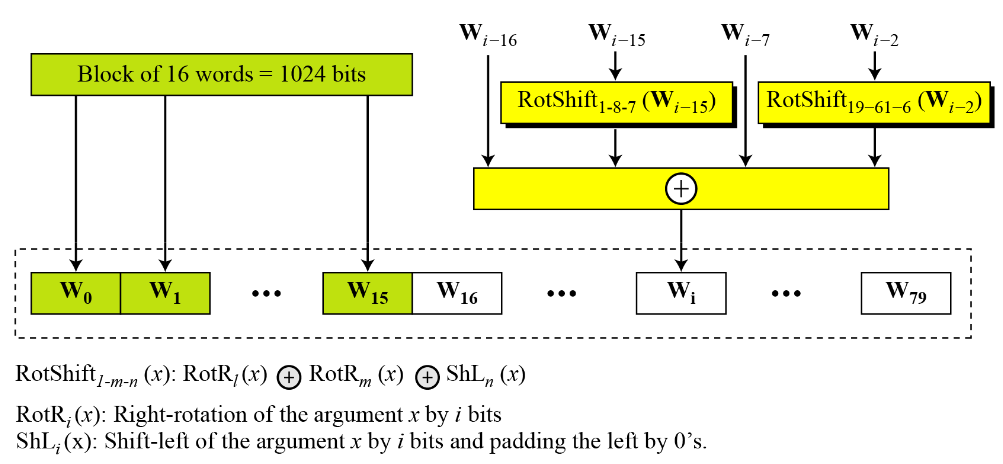 W_{i−16} W_{i−15} W_{i−7} W_{i−2}
Block of 16 words = 1024 bits
RotShift_{1-8-7} (W_{i−15}) RotShift_{19−61−6} (W_{i−2})
+
W_0 W_1 ••• W_15 W_16 ••• W_i ••• W_79
RotShift_{l-m-n} (x): RotR_l (x) ⊕ RotR_m (x) ⊕ ShL_n (x)
RotR_i (x): Right-rotation of the argument x by i bits
ShL_i (x): Shift-left of the argument x by i bits and padding the left by 0’s.